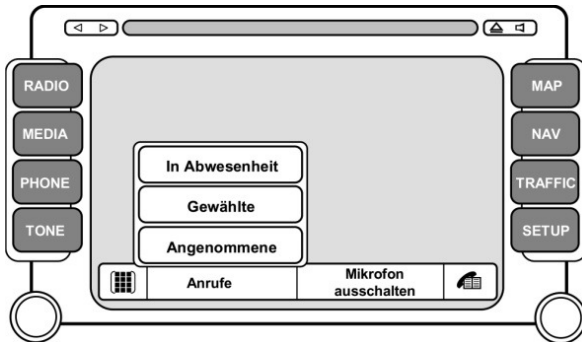 RADIO
MEDIA
PHONE
TONE
In Abwesenheit
Gewählte
Angenommene
Anrufe
Mikrofon
ausschalten
MAP
NAV
TRAFFIC
SETUP